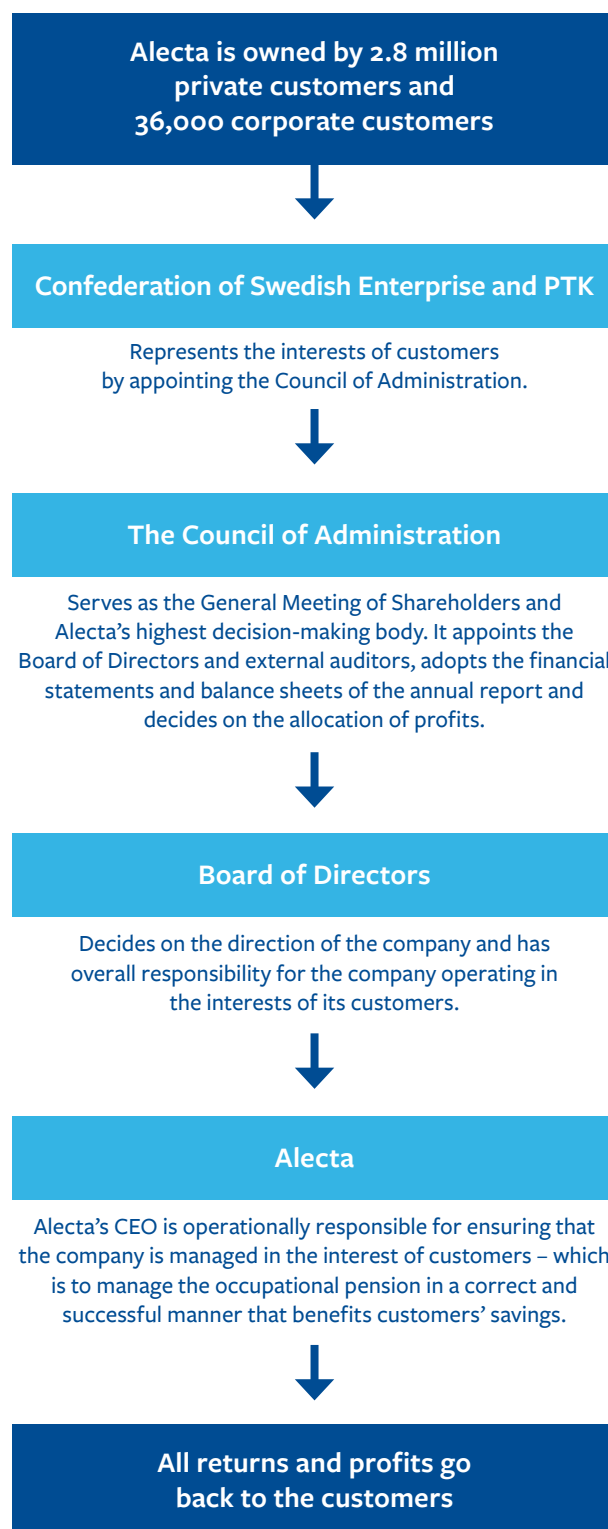 Alecta is owned by 2.8 million
private customers and
36,000 corporate customers
Confederation of Swedish Enterprise and PTK
Represents the interests of customers
by appointing the Council of Administration.
The Council of Administration
Serves as the General Meeting of Shareholders and
Alecta’s highest decision-making body. It appoints the
Board of Directors and external auditors, adopts the financial
statements and balance sheets of the annual report and
decides on the allocation of profits.
Board of Directors
Decides on the direction of the company and has
overall responsibility for the company operating in
the interests of its customers.
Alecta
Alecta’s CEO is operationally responsible for ensuring that
the company is managed in the interest of customers – which
is to manage the occupational pension in a correct and
successful manner that benefits customers’ savings.
All returns and profits go
back to the customers